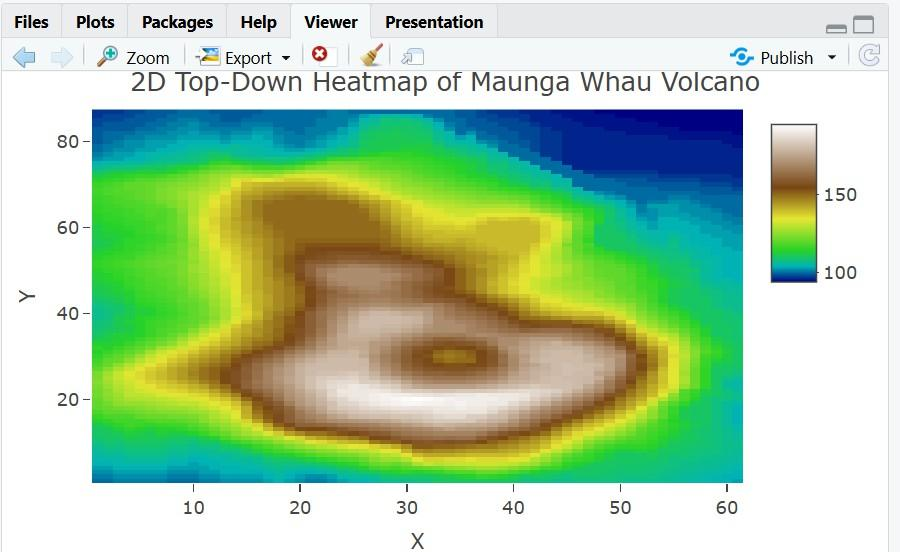 Files Plots Packages Help Viewer Presentation
Zoom Export Publish
2D Top-Down Heatmap of Maunga Whau Volcano
80
60
40
20
Y
150
100
10 20 30 40 50 60
X